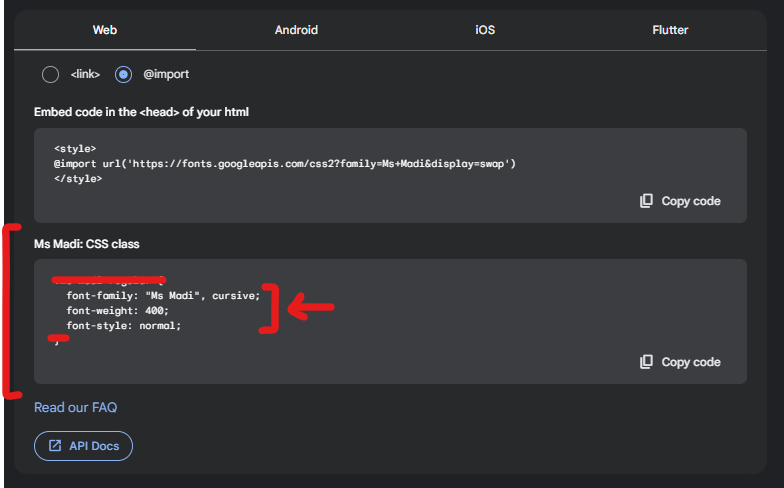 Web
Android
iOS
Flutter
<link>
@import
Embed code in the <head> of your html
<style>
@import url('https://fonts.googleapis.com/css2?family=Ms+Madi&display=swap')
</style>
Copy code
Ms Madi: CSS class
{
font-family: "Ms Madi", cursive;
font-weight: 400;
font-style: normal;
}
Copy code
Read our FAQ
API Docs